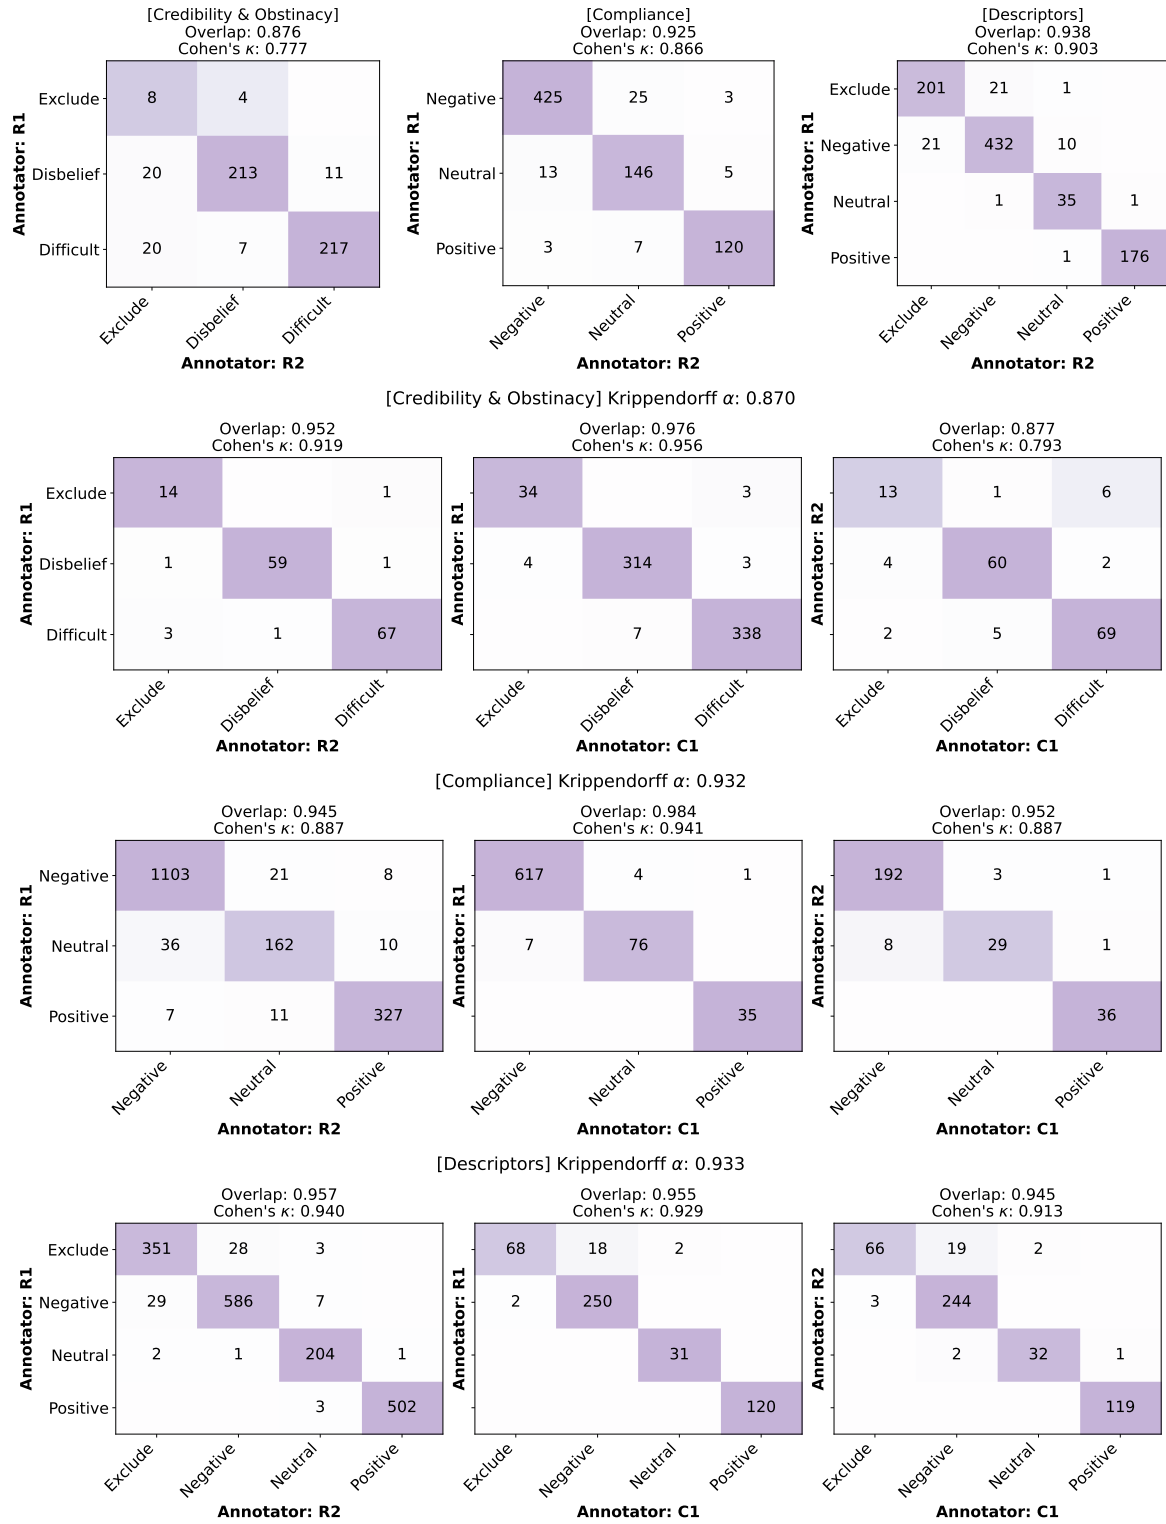 [Credibility & Obstinacy]
Overlap: 0.876
Cohen's κ: 0.777
Annotator: R1
Exclude 8 4
Disbelief 20 213 11
Difficult 20 7 217
Exclude Disbelief Difficult
Annotator: R2
[Compliance]
Overlap: 0.925
Cohen's κ: 0.866
Annotator: R1
Negative 425 25 3
Neutral 13 146 5
Positive 3 7 120
Negative Neutral Positive
Annotator: R2
[Descriptors]
Overlap: 0.938
Cohen's κ: 0.903
Annotator: R1
Exclude 201 21 1
Negative 21 432 10
Neutral 1 35 1
Positive 1 176
Exclude Negative Neutral Positive
Annotator: R2
[Credibility & Obstinacy] Krippendorff α: 0.870
Overlap: 0.952
Cohen's κ: 0.919
Annotator: R1
Exclude 14 1
Disbelief 1 59 1
Difficult 3 1 67
Exclude Disbelief Difficult
Annotator: R2
Overlap: 0.976
Cohen's κ: 0.956
Annotator: R1
34 3
4 314 3
7 338
Exclude Disbelief Difficult
Annotator: C1
Overlap: 0.877
Cohen's κ: 0.793
Annotator: R2
13 1 6
4 60 2
2 5 69
Exclude Disbelief Difficult
Annotator: C1
[Compliance] Krippendorff α: 0.932
Overlap: 0.945
Cohen's κ: 0.887
Annotator: R1
Negative 1103 21 8
Neutral 36 162 10
Positive 7 11 327
Negative Neutral Positive
Annotator: R2
Overlap: 0.984
Cohen's κ: 0.941
Annotator: R1
617 4 1
7 76
35
Negative Neutral Positive
Annotator: C1
Overlap: 0.952
Cohen's κ: 0.887
Annotator: R2
192 3 1
8 29 1
36
Negative Neutral Positive
Annotator: C1
[Descriptors] Krippendorff α: 0.933
Overlap: 0.957
Cohen's κ: 0.940
Annotator: R1
Exclude 351 28 3
Negative 29 586 7
Neutral 2 1 204 1
Positive 3 502
Exclude Negative Neutral Positive
Annotator: R2
Overlap: 0.955
Cohen's κ: 0.929
Annotator: R1
68 18 2
2 250
31
120
Exclude Negative Neutral Positive
Annotator: C1
Overlap: 0.945
Cohen's κ: 0.913
Annotator: R2
66 19 2
3 244
2 32 1
119
Exclude Negative Neutral Positive
Annotator: C1